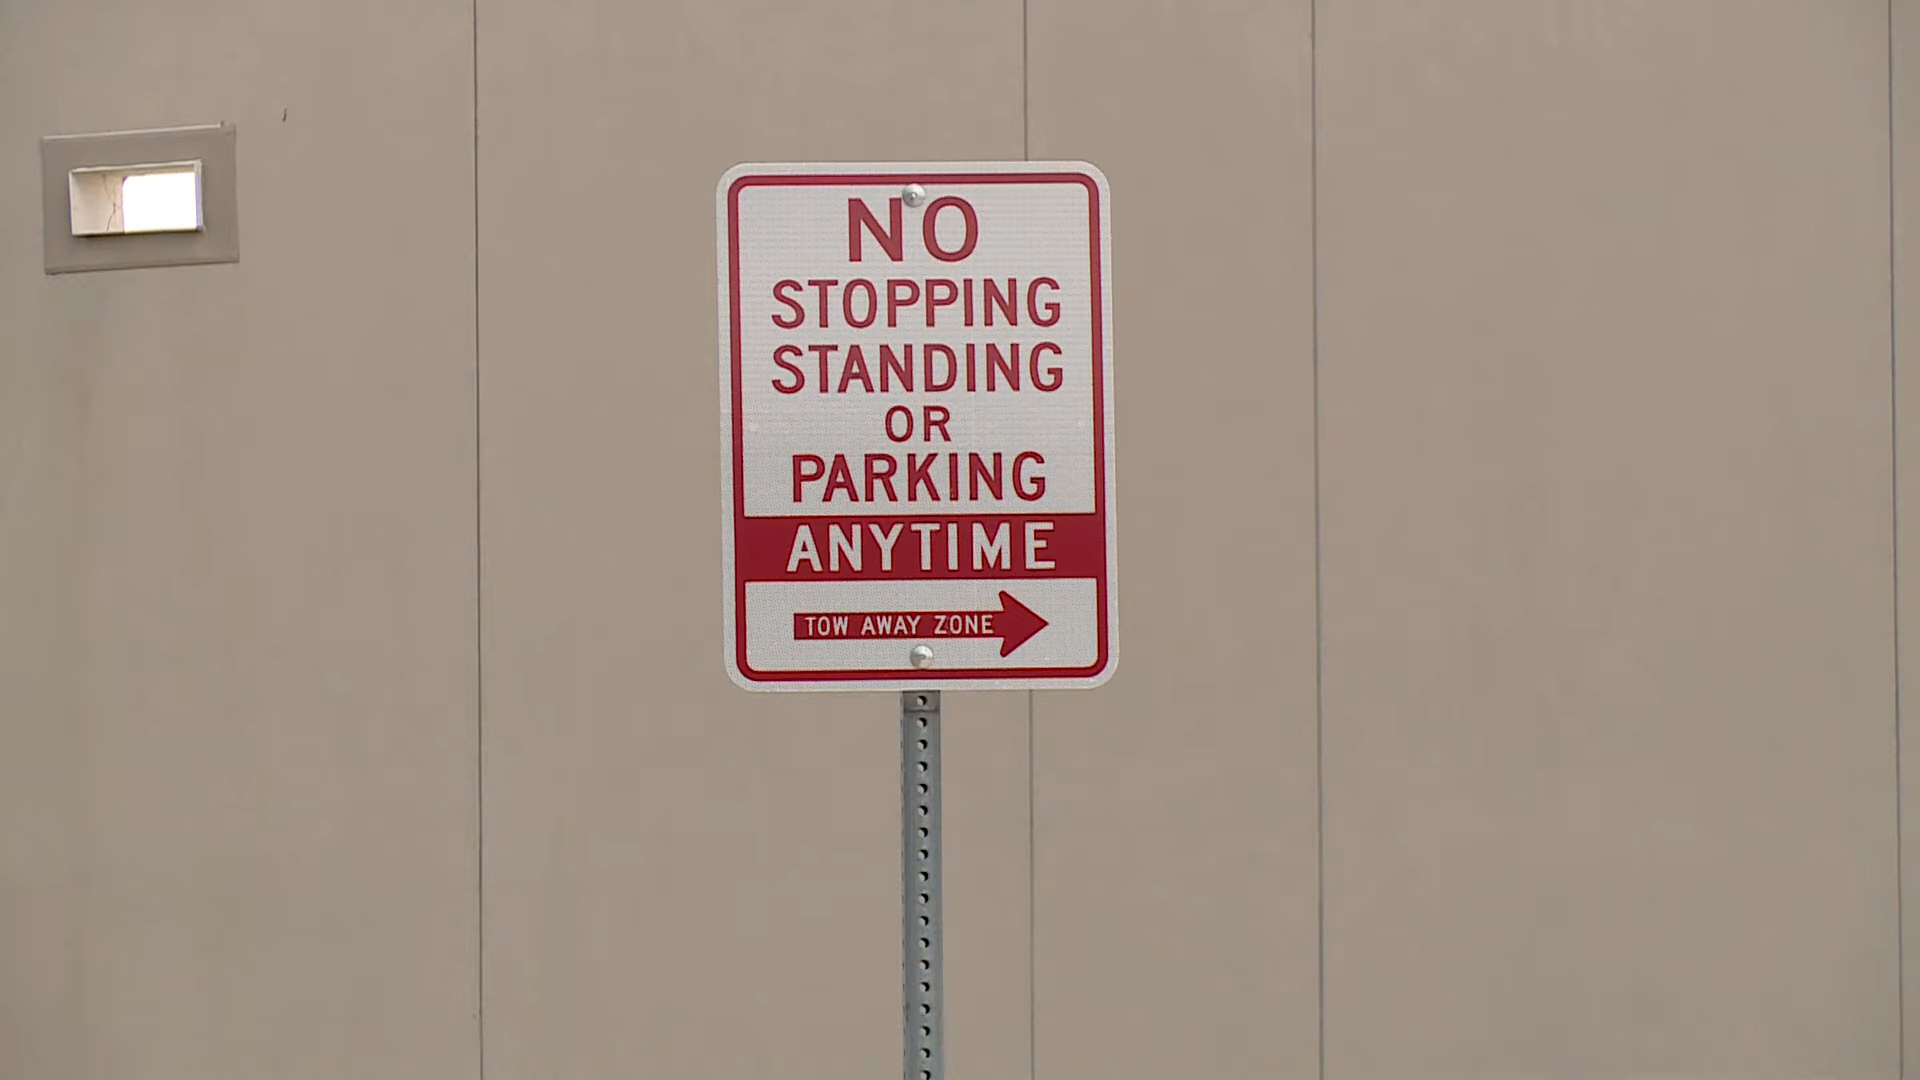 NO
STOPPING
STANDING
OR
PARKING
ANYTIME
TOW AWAY ZONE